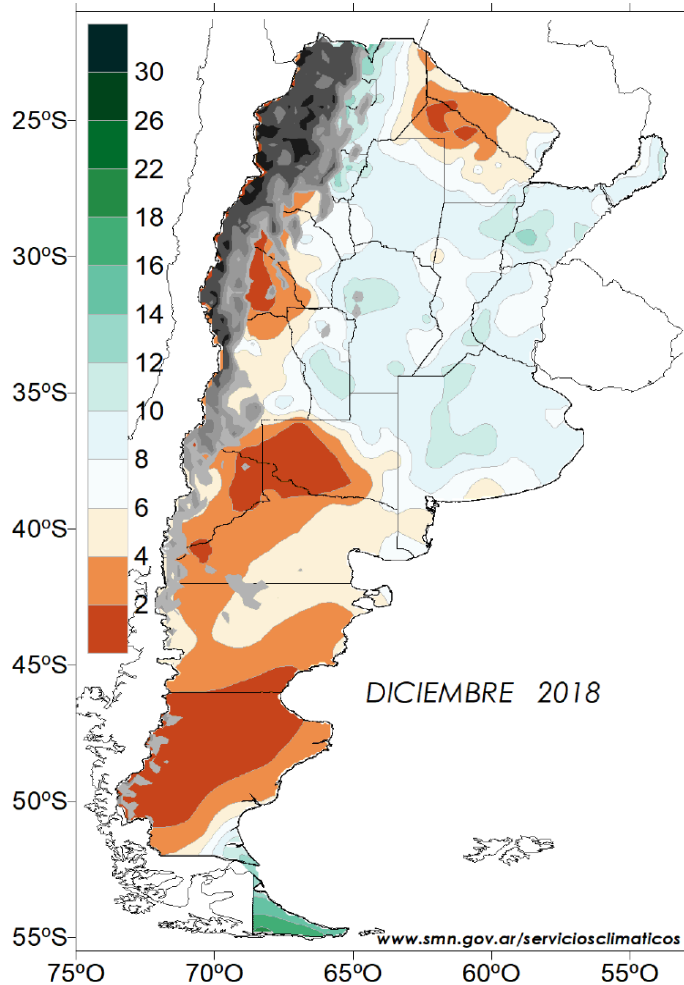 30
26
22
18
16
14
12
10
8
6
4
2
25ºS
30ºS
35ºS
40ºS
45ºS
50ºS
55ºS
DICIEMBRE 2018
www.smn.gov.ar/serviciosclimaticos
75ºO 70ºO 65ºO 60ºO 55ºO